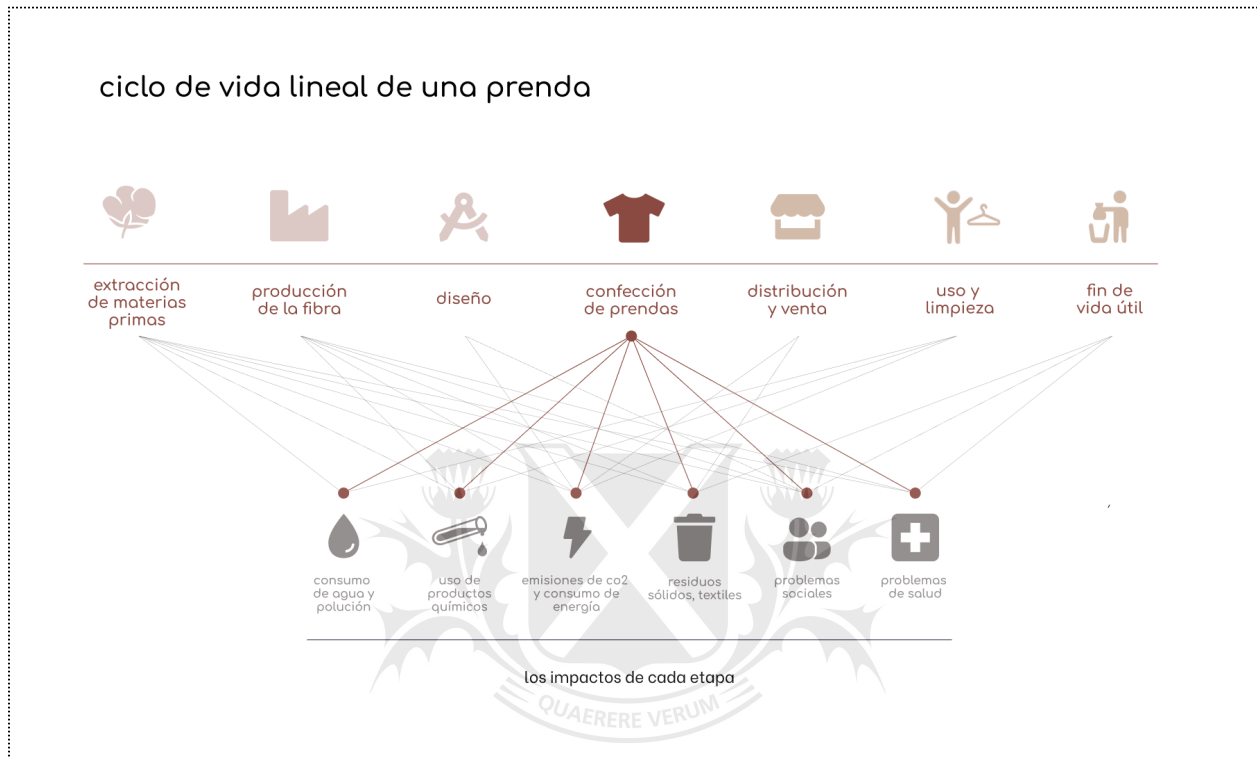 ciclo de vida lineal de una prenda
extracción
de materias
primas
producción
de la fibra
diseño
confección
de prendas
distribución
y venta
uso y
limpieza
fin de
vida útil
consumo
de agua y
polución
uso de
productos
químicos
emisiones de co2
y consumo de
energía
residuos
sólidos, textiles
problemas
sociales
problemas
de salud
los impactos de cada etapa
QUAERERE VERUM